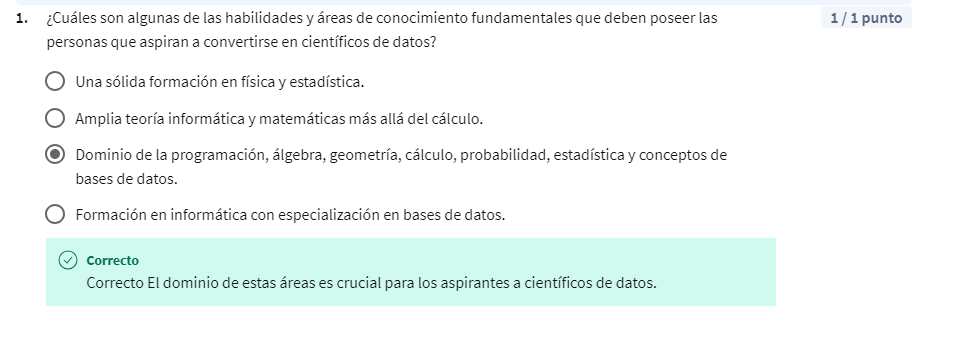 1. ¿Cuáles son algunas de las habilidades y áreas de conocimiento fundamentales que deben poseer las
personas que aspiran a convertirse en científicos de datos?
1 / 1 punto
Una sólida formación en física y estadística.
Amplia teoría informática y matemáticas más allá del cálculo.
Dominio de la programación, álgebra, geometría, cálculo, probabilidad, estadística y conceptos de
bases de datos.
Formación en informática con especialización en bases de datos.
Correcto
Correcto El dominio de estas áreas es crucial para los aspirantes a científicos de datos.